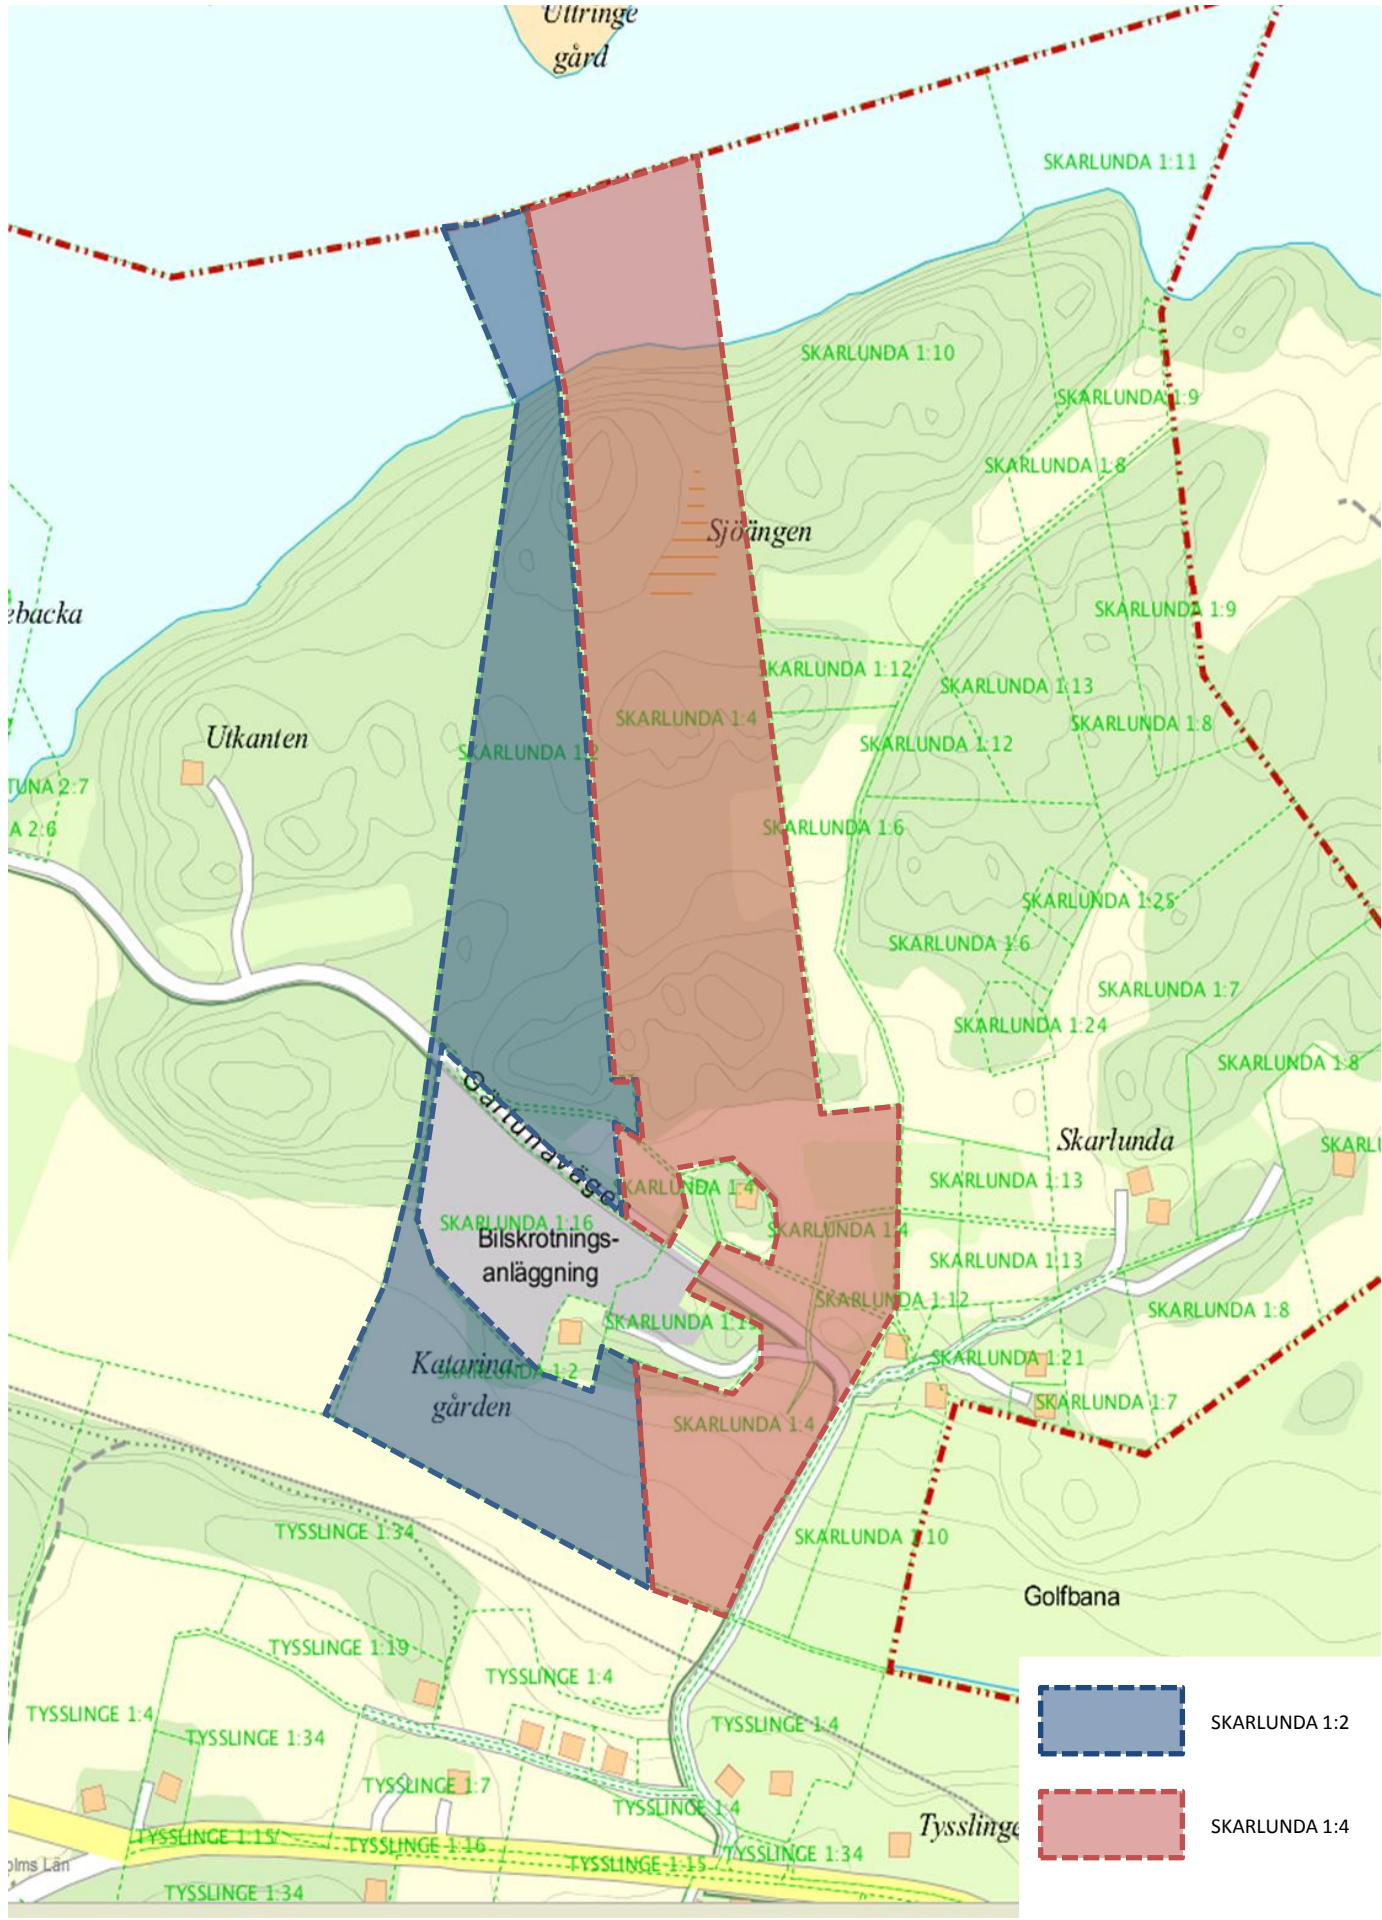 Uttringe
gård
SKARLUNDA 1:11
SKARLUNDA 1:10
SKARLUNDA 1:9
SKARLUNDA 1:8
Sjöängen
ebacka
SKARLUNDA 1:9
SKARLUNDA 1:12
SKARLUNDA 1:13
SKARLUNDA 1:4
SKARLUNDA 1:8
Utkanten
SKARLUNDA 1:2
SKARLUNDA 1:12
TUNA 2:7
A 2:6
SKARLUNDA 1:6
SKARLUNDA 1:25
SKARLUNDA 1:6
SKARLUNDA 1:7
SKARLUNDA 1:24
SKARLUNDA 1:8
Gärtunavägen
Skarlunda
SKARLU
SKARLUNDA 1:13
KARLUNDA 1:4
SKARLUNDA 1:16
SKARLUNDA 1:4
Bilskrotnings-
anläggning
SKARLUNDA 1:13
SKARLUNDA 1:12
SKARLUNDA 1:8
SKARLUNDA 1:15
Katarina-
gården
SKARLUNDA 1:2
SKARLUNDA 1:21
SKARLUNDA 1:7
SKARLUNDA 1:4
TYSSLINGE 1:34
SKARLUNDA 1:10
Golfbana
TYSSLINGE 1:19
TYSSLINGE 1:4
TYSSLINGE 1:4
TYSSLINGE 1:34
TYSSLINGE 1:4
SKARLUNDA 1:2
TYSSLINGE 1:7
TYSSLINGE 1:4
Tysslinge
SKARLUNDA 1:4
TYSSLINGE 1:15
TYSSLINGE 1:16
TYSSLINGE 1:15
TYSSLINGE 1:34
olms Län
TYSSLINGE 1:34